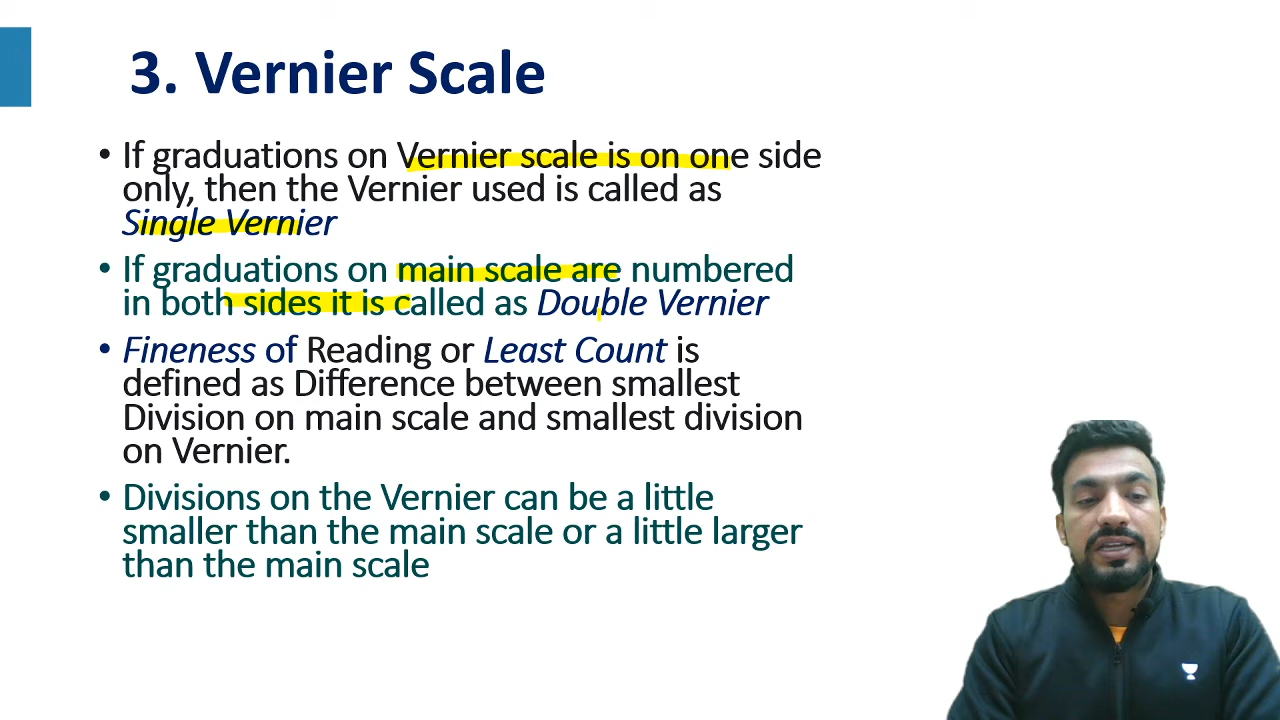 3. Vernier Scale
• If graduations on Vernier scale is on one side
only, then the Vernier used is called as
Single Vernier
• If graduations on main scale are numbered
in both sides it is called as Double Vernier
• Fineness of Reading or Least Count is
defined as Difference between smallest
Division on main scale and smallest division
on Vernier.
• Divisions on the Vernier can be a little
smaller than the main scale or a little larger
than the main scale